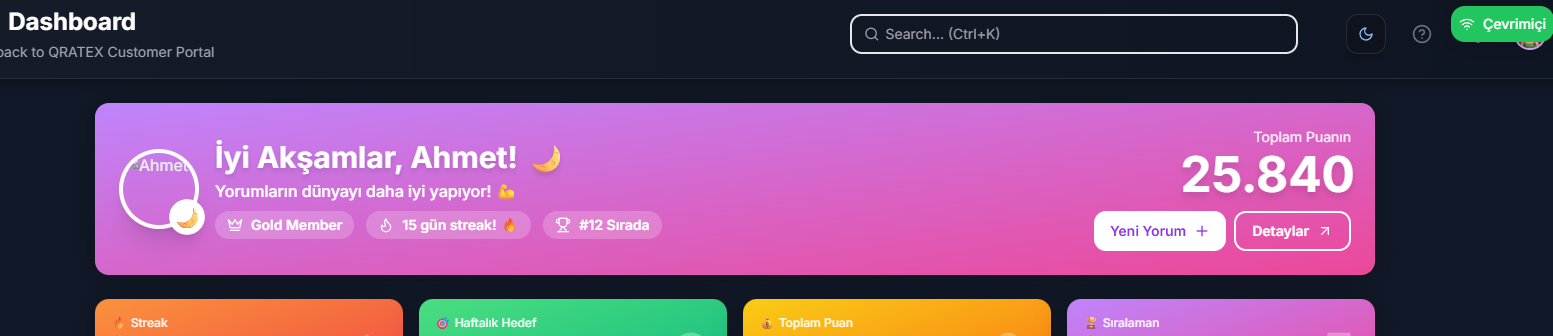 Dashboard
back to QRATEX Customer Portal
Search... (Ctrl+K)
Çevrimiçi
Ahmet
İyi Akşamlar, Ahmet! 🌙
Yorumların dünyayı daha iyi yapıyor! 💪
Gold Member
15 gün streak! 🔥
#12 Sırada
Toplam Puanın
25.840
Yeni Yorum +
Detaylar
🔥 Streak
🎯 Haftalık Hedef
💰 Toplam Puan
Sıralaman